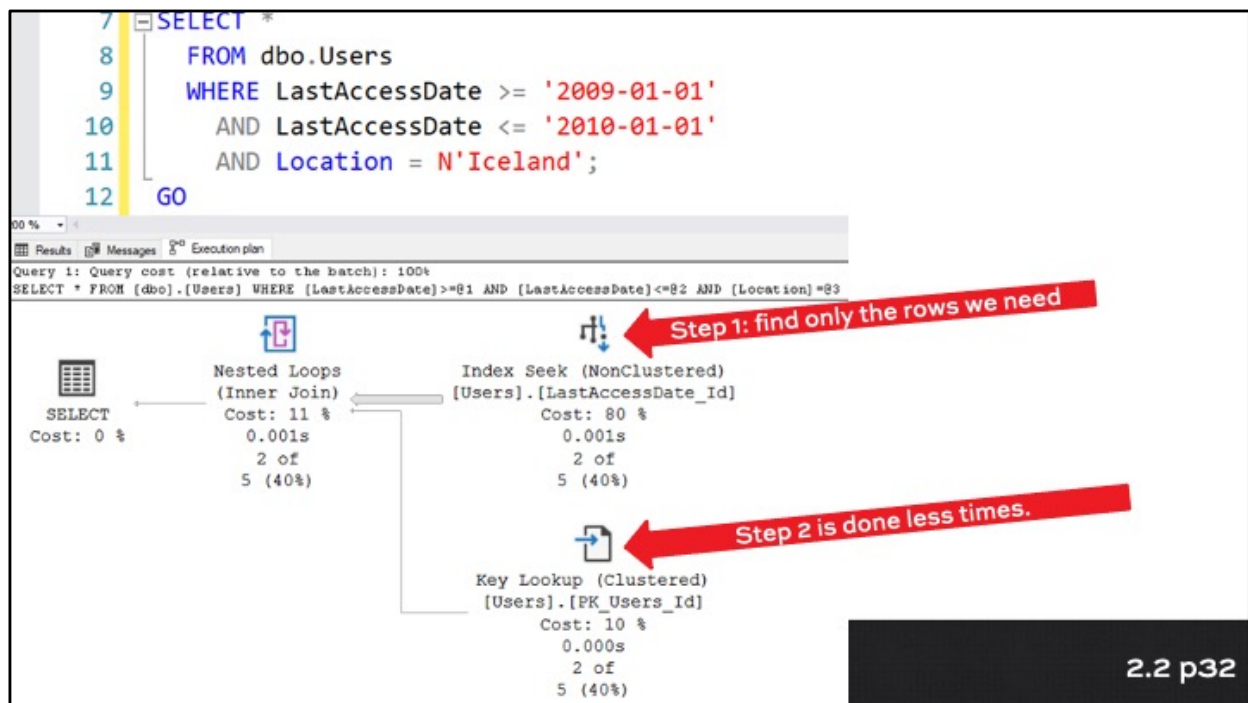 7 SELECT *
8 FROM dbo.Users
9 WHERE LastAccessDate >= '2009-01-01'
10 AND LastAccessDate <= '2010-01-01'
11 AND Location = N'Iceland';
12 GO
00 %
Results Messages Execution plan
Query 1: Query cost (relative to the batch): 100%
SELECT * FROM [dbo].[Users] WHERE [LastAccessDate]>=@1 AND [LastAccessDate]<=@2 AND [Location]=@3
Step 1: find only the rows we need
SELECT
Cost: 0 %
Nested Loops
(Inner Join)
Cost: 11 %
0.001s
2 of
5 (40%)
Index Seek (NonClustered)
[Users].[LastAccessDate_Id]
Cost: 80 %
0.001s
2 of
5 (40%)
Step 2 is done less times.
Key Lookup (Clustered)
[Users].[PK_Users_Id]
Cost: 10 %
0.000s
2 of
5 (40%)
2.2 p32